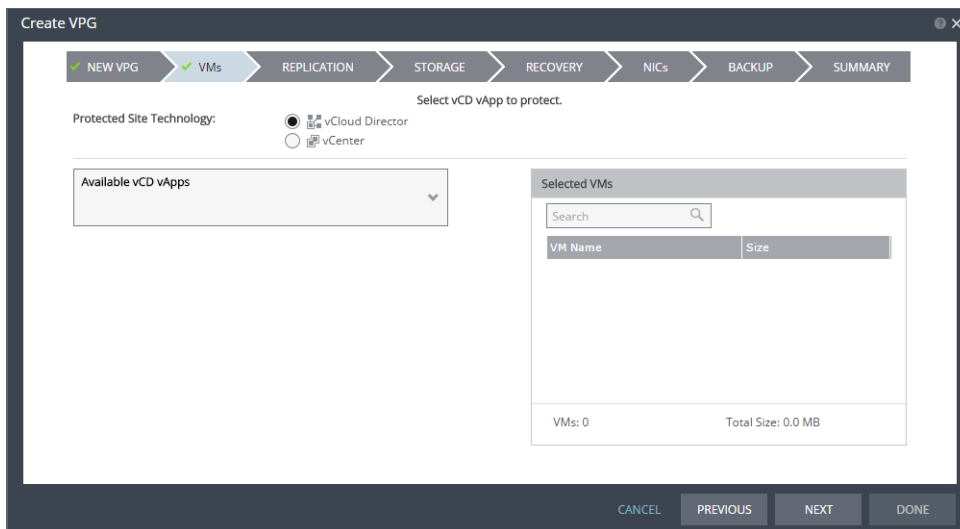 Create VPG
NEW VPG VMs REPLICATION STORAGE RECOVERY NICs BACKUP SUMMARY
Select vCD vApp to protect.
Protected Site Technology: vCloud Director
vCenter
Available vCD vApps
Selected VMs
Search
VM Name Size
VMs: 0 Total Size: 0.0 MB
CANCEL PREVIOUS NEXT DONE